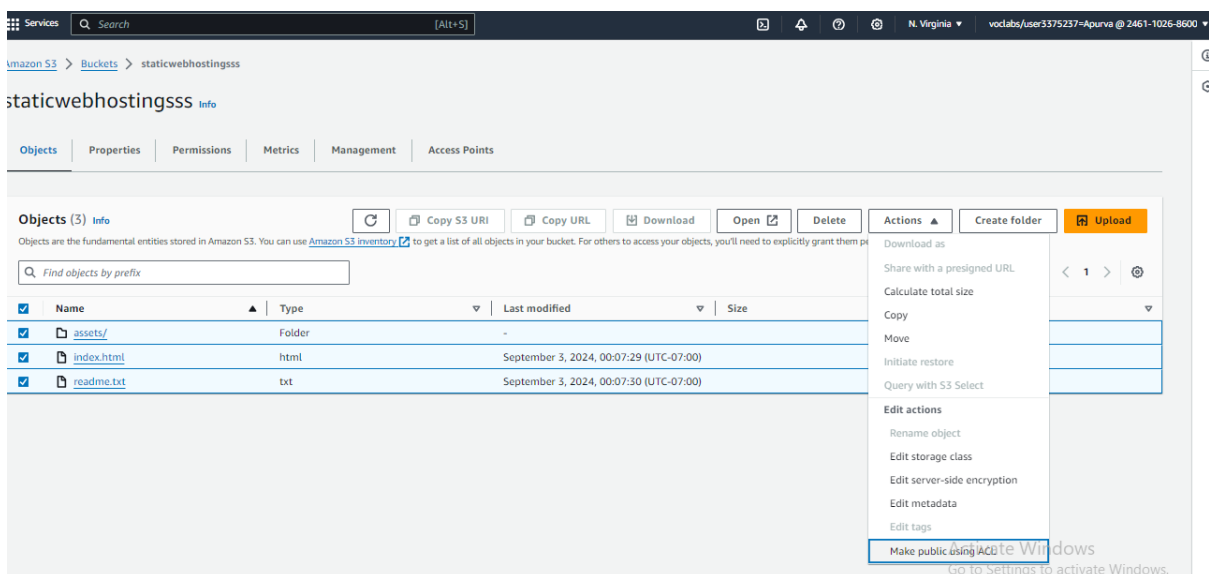 Services Search [Alt+S] N. Virginia ▼ voclabs/user3375237=Apurva @ 2461-1026-8600 ▼
Amazon S3 > Buckets > staticwebhostingsss
staticwebhostingsss Info
Objects Properties Permissions Metrics Management Access Points
Objects (3) Info Copy S3 URI Copy URL Download Open Delete Actions ▲ Create folder Upload
Objects are the fundamental entities stored in Amazon S3. You can use Amazon S3 inventory to get a list of all objects in your bucket. For others to access your objects, you'll need to explicitly grant them pe
Find objects by prefix < 1 >
Name Type Last modified Size
assets/ Folder -
index.html html September 3, 2024, 00:07:29 (UTC-07:00)
readme.txt txt September 3, 2024, 00:07:30 (UTC-07:00)
Download as
Share with a presigned URL
Calculate total size
Copy
Move
Initiate restore
Query with S3 Select
Edit actions
Rename object
Edit storage class
Edit server-side encryption
Edit metadata
Edit tags
Make public using ACL
Activate Windows
Go to Settings to activate Windows.